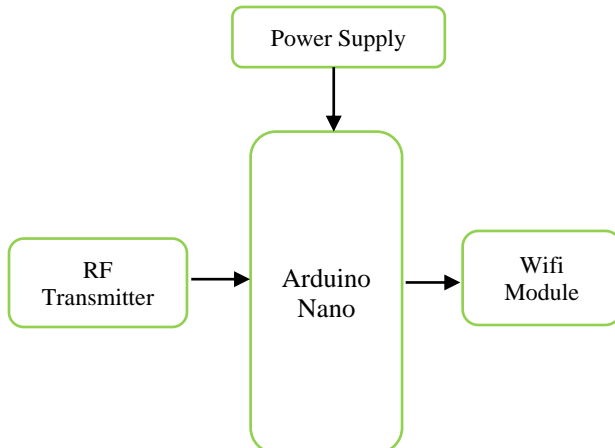 Power Supply
RF
Transmitter
Arduino
Nano
Wifi
Module